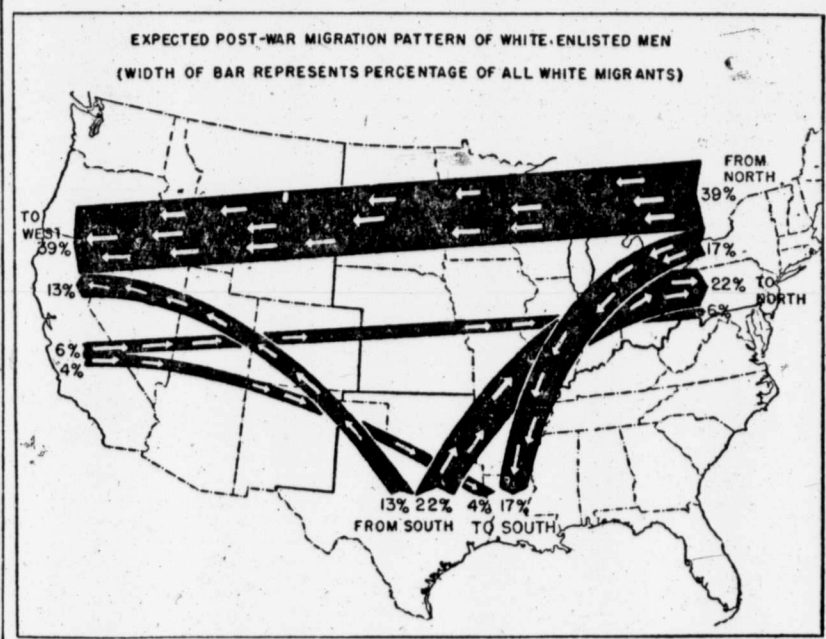 EXPECTED POST-WAR MIGRATION PATTERN OF WHITE ENLISTED MEN
(WIDTH OF BAR REPRESENTS PERCENTAGE OF ALL WHITE MIGRANTS)
FROM
NORTH
39%
TO
WEST
39%
17%
13%
22% TO
NORTH
6%
6%
4%
13% 22% 4% 17%
FROM SOUTH TO SOUTH